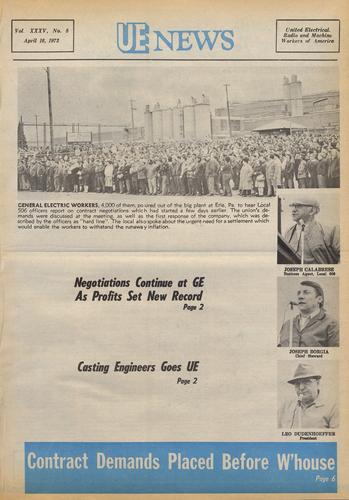 Vol. XXXV, No. 8
April 16, 1973
UE NEWS
United Electrical,
Radio and Machine
Workers of America
GENERAL ELECTRIC WORKERS, 4,000 of them, poured out of the big plant at Erie, Pa. to hear Local
506 officers report on contract negotiations which had started a few days earlier. The union's de-
mands were discussed at the meeting, as well as the first response of the company, which was de-
scribed by the officers as "hard line". The local also spoke about the urgent need for a settlement which
would enable the workers to withstand the runaway inflation.
JOSEPH CALABRESE
Business Agent, Local 506
Negotiations Continue at GE
As Profits Set New Record
Page 2
JOSEPH BORGIA
Chief Steward
Casting Engineers Goes UE
Page 2
LEO DUDENHOEFFER
President
Contract Demands Placed Before W'house
Page 6